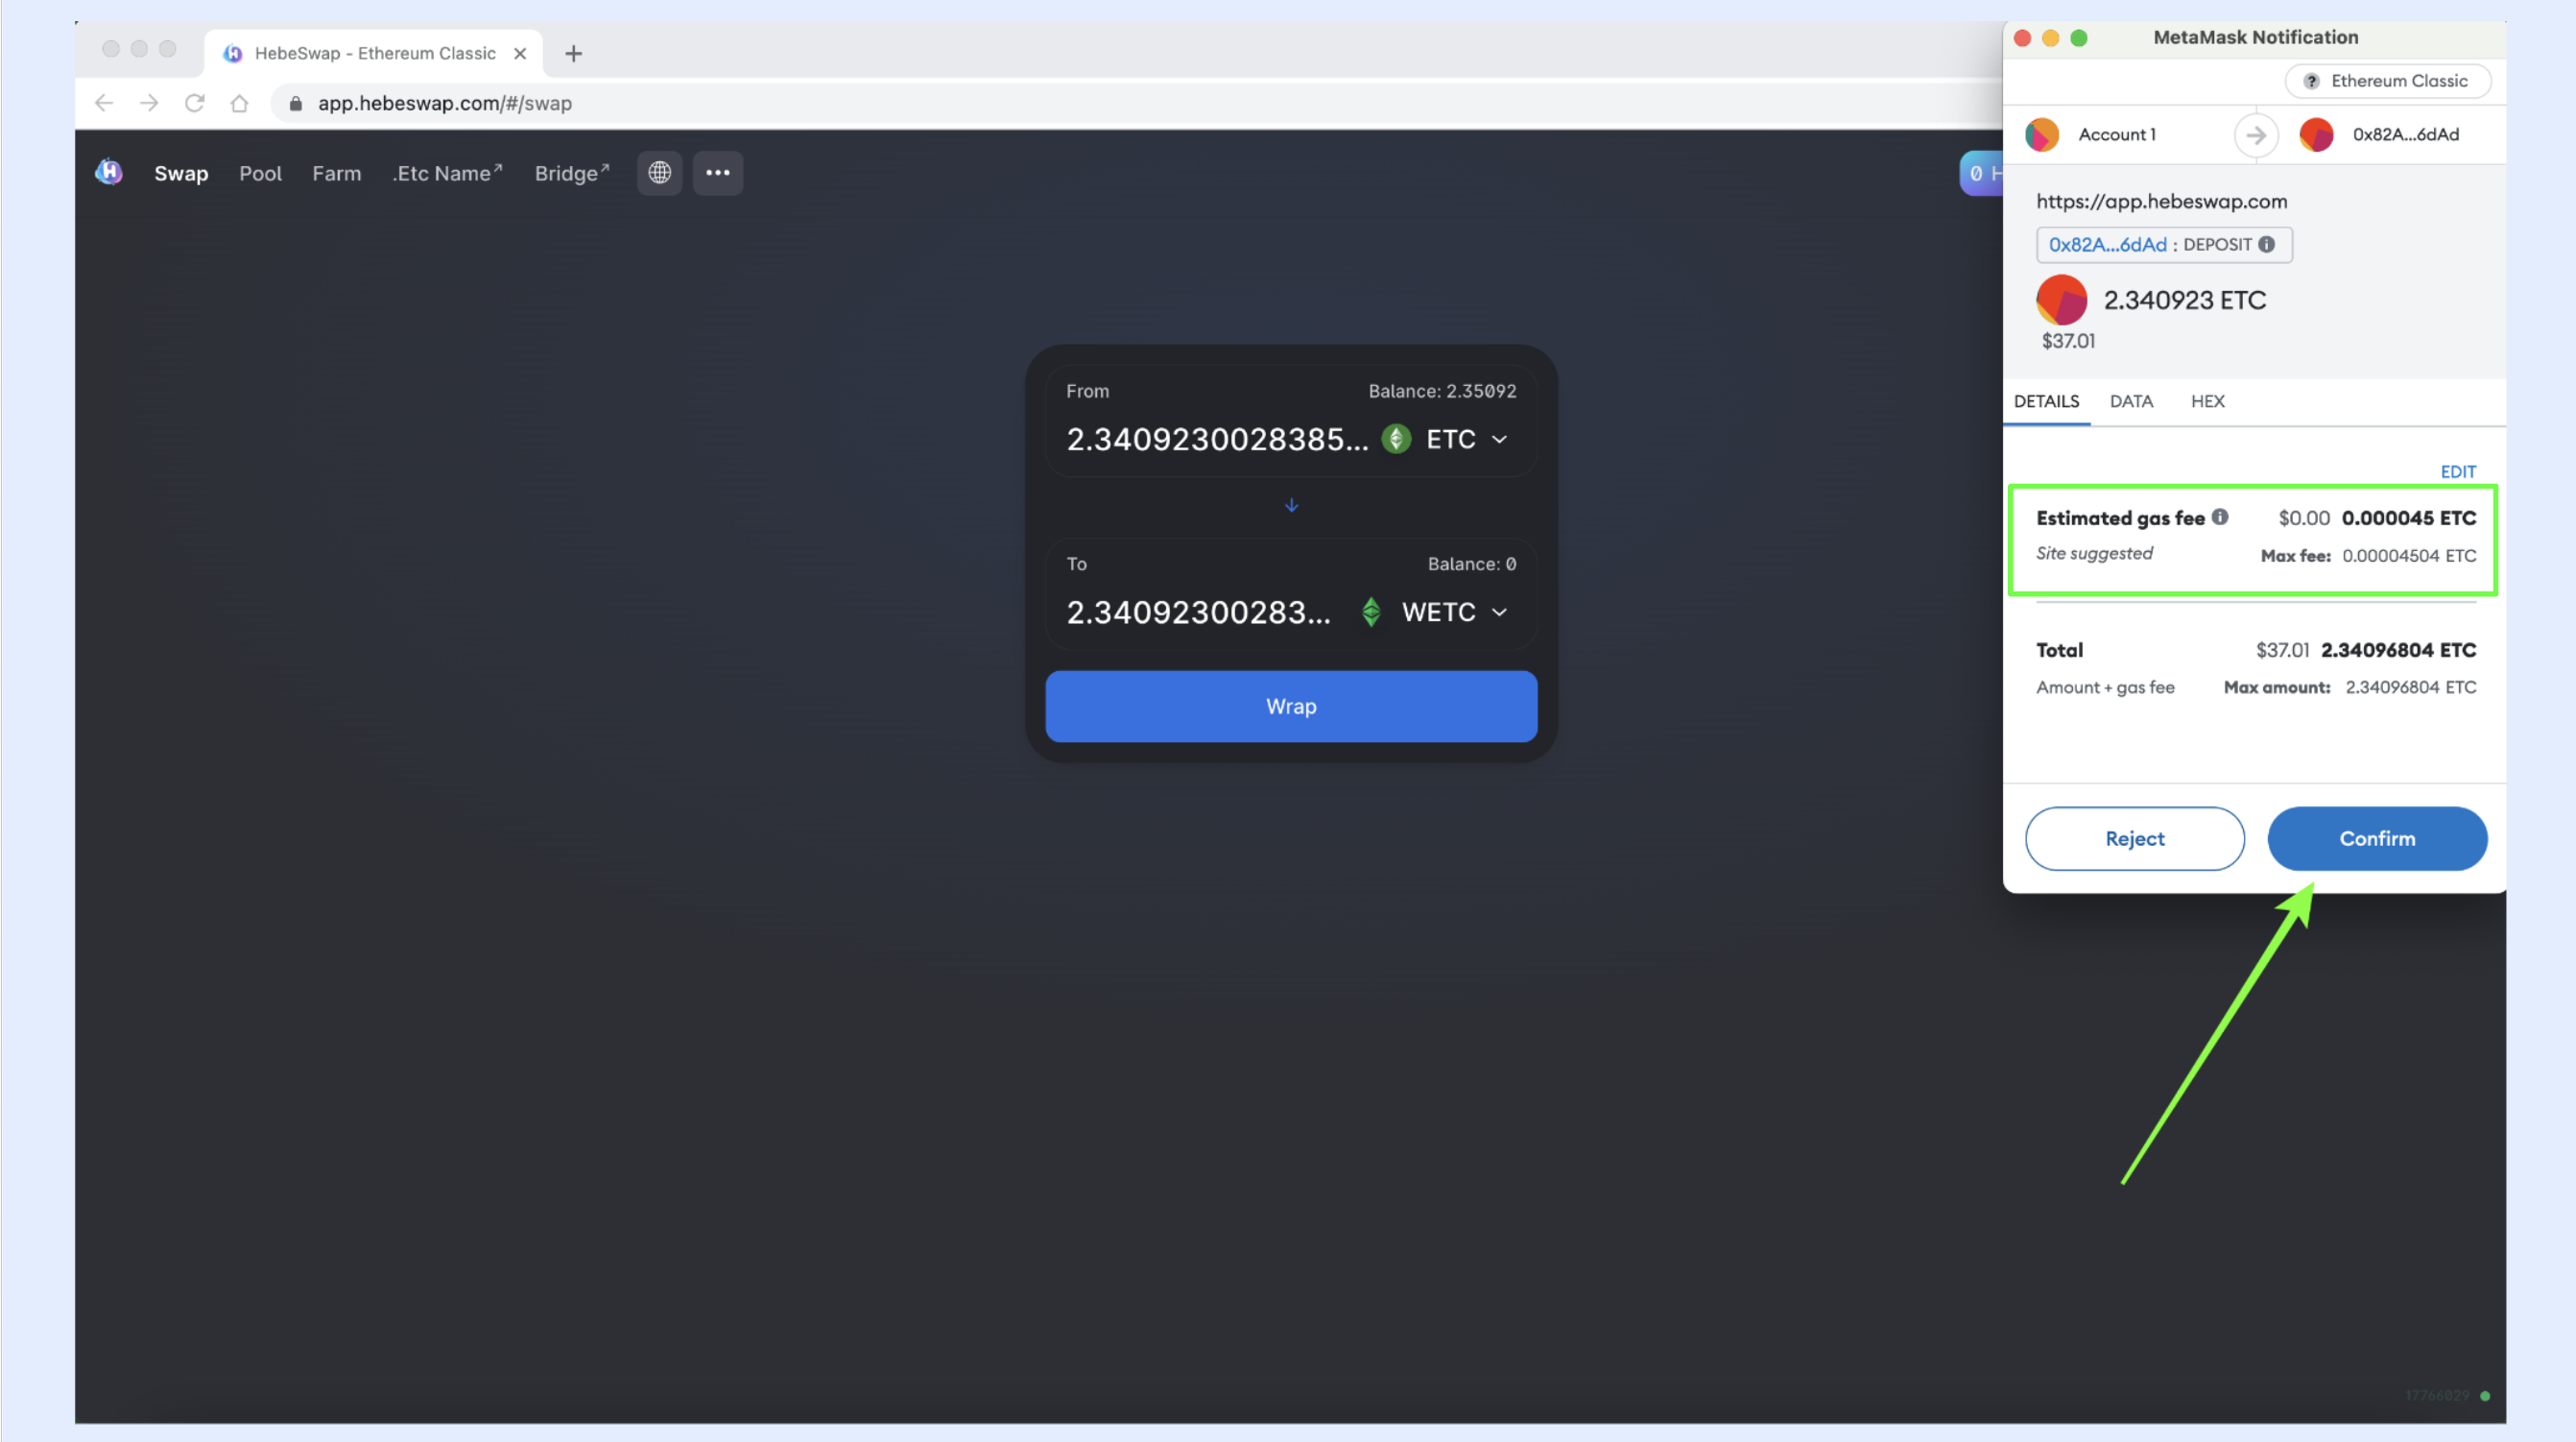 HebeSwap - Ethereum Classic
app.hebeswap.com/#/swap
Swap Pool Farm .Etc Name↗ Bridge↗
0 H
From Balance: 2.35092
2.3409230028385... ETC
To Balance: 0
2.34092300283... WETC
Wrap
MetaMask Notification
Ethereum Classic
Account 1 0x82A...6dAd
https://app.hebeswap.com
0x82A...6dAd : DEPOSIT
2.340923 ETC
$37.01
DETAILS DATA HEX
EDIT
Estimated gas fee $0.00 0.000045 ETC
Site suggested Max fee: 0.00004504 ETC
Total $37.01 2.34096804 ETC
Amount + gas fee Max amount: 2.34096804 ETC
Reject Confirm
17766029